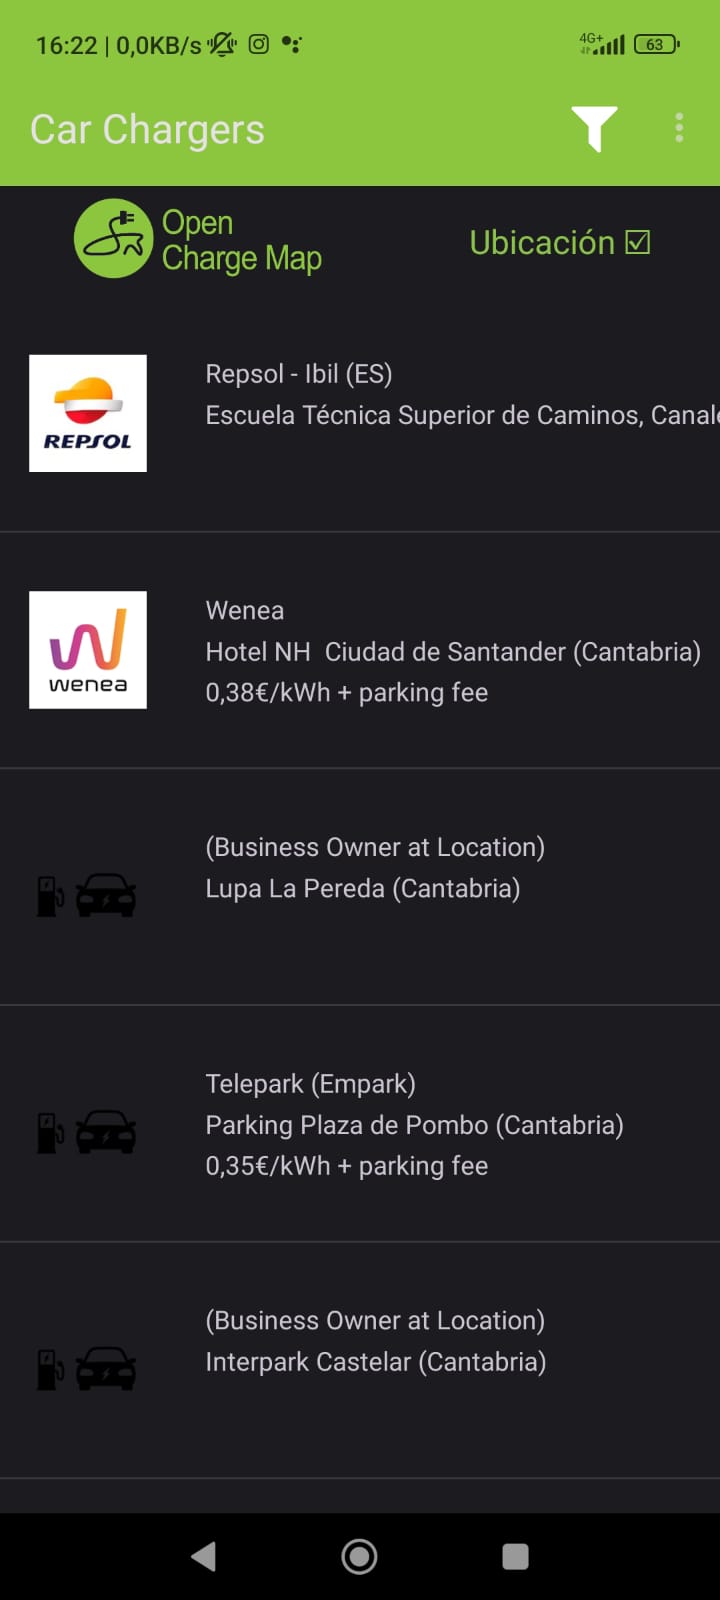 16:22 | 0,0KB/s
4G+
63
Car Chargers
Open
Charge Map
Ubicación ☑
Repsol - Ibil (ES)
Escuela Técnica Superior de Caminos, Canale
REPSOL
Wenea
Hotel NH  Ciudad de Santander (Cantabria)
0,38€/kWh + parking fee
wenea
(Business Owner at Location)
Lupa La Pereda (Cantabria)
Telepark (Empark)
Parking Plaza de Pombo (Cantabria)
0,35€/kWh + parking fee
(Business Owner at Location)
Interpark Castelar (Cantabria)